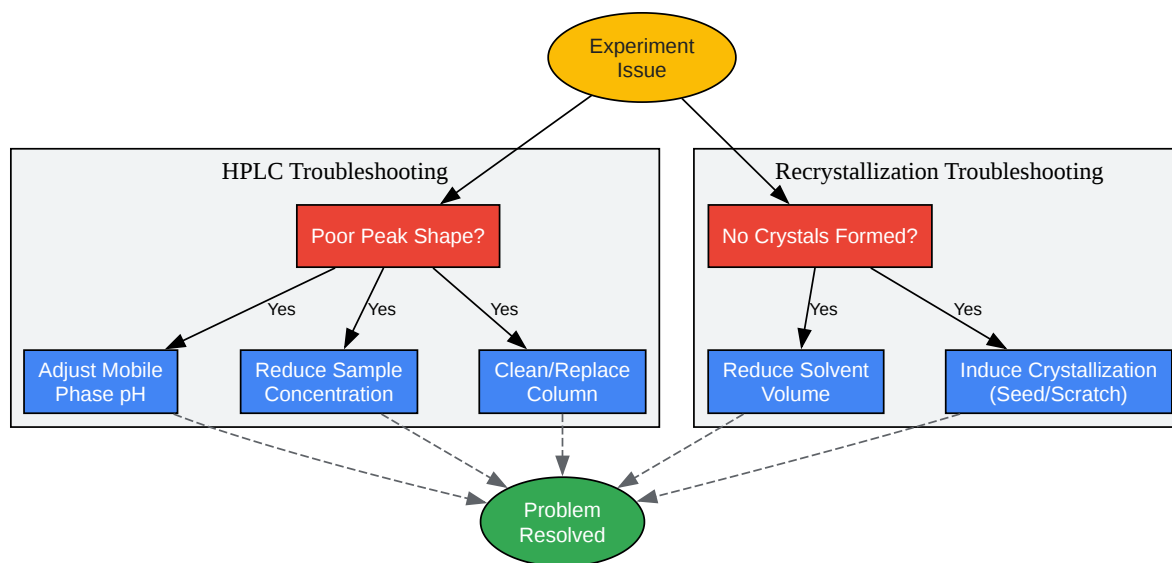 Experiment
Issue
HPLC Troubleshooting
Recrystallization Troubleshooting
Poor Peak Shape?
No Crystals Formed?
Yes
Yes
Yes
Yes
Yes
Adjust Mobile
Phase pH
Reduce Sample
Concentration
Clean/Replace
Column
Reduce Solvent
Volume
Induce Crystallization
(Seed/Scratch)
Problem
Resolved